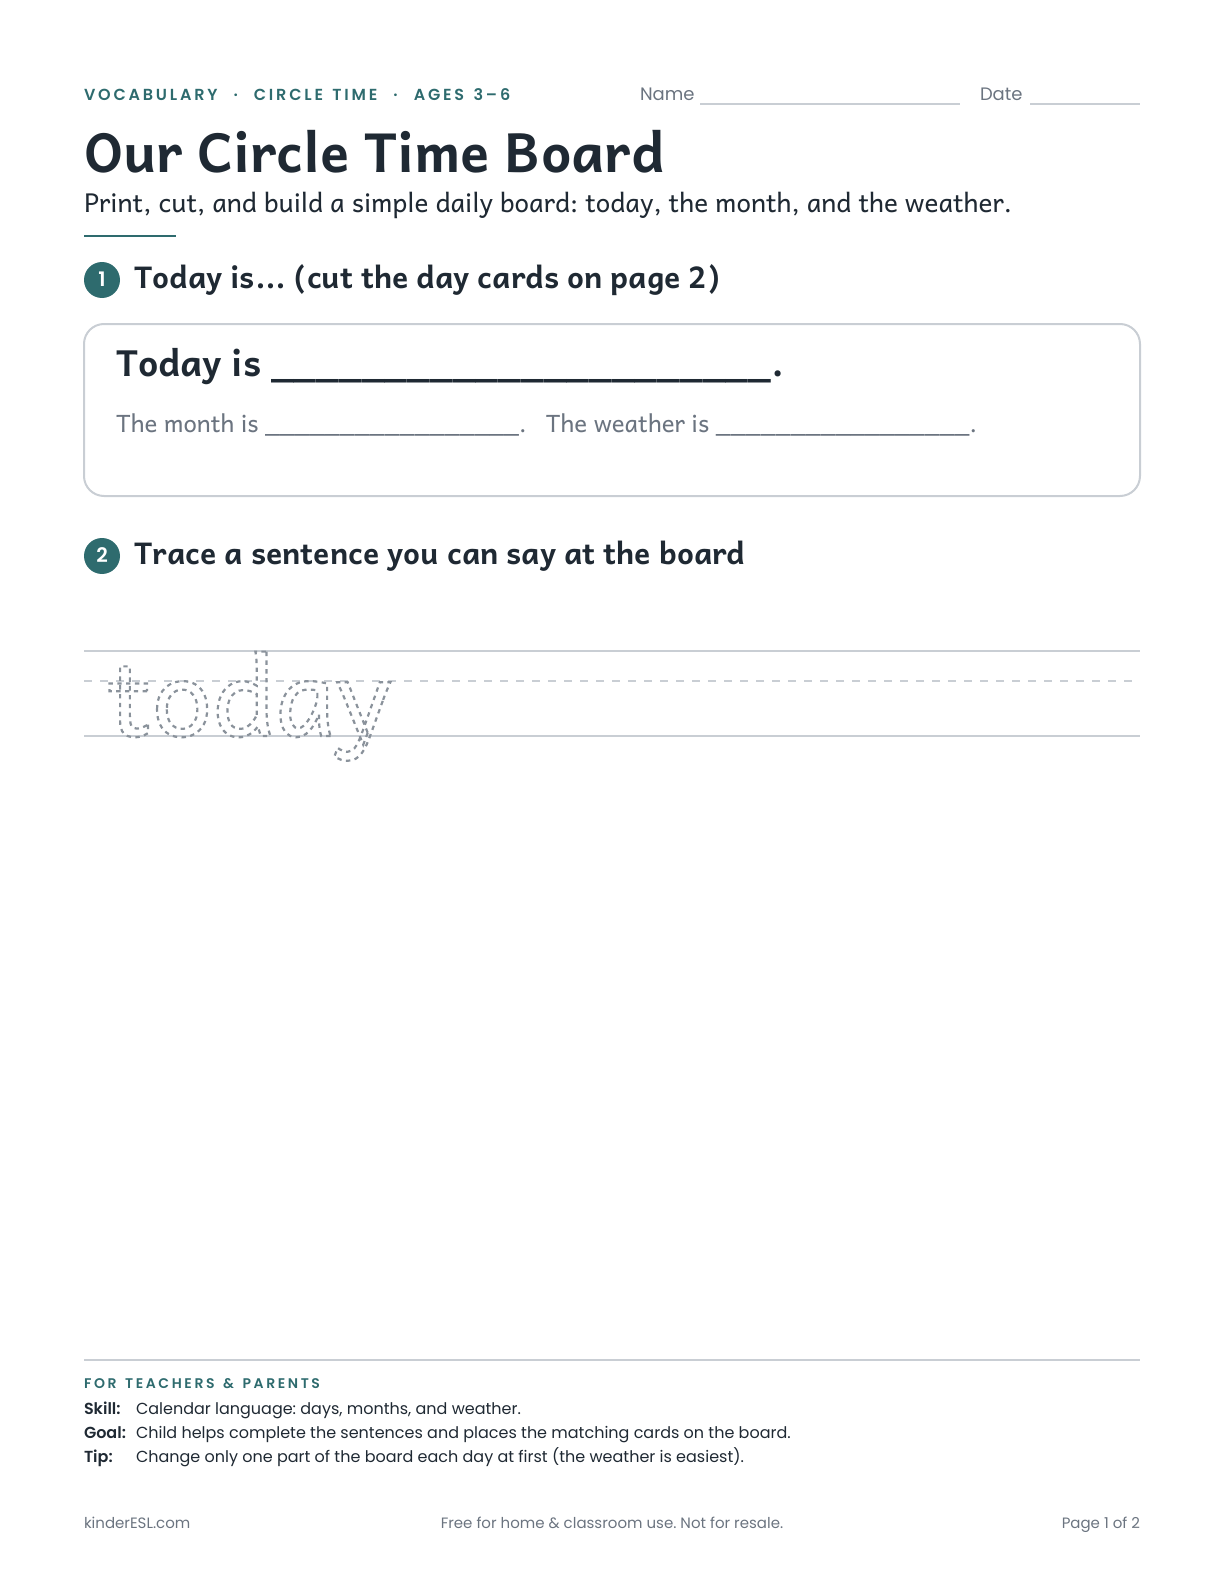 VOCABULARY · CIRCLE TIME · AGES 3–6 Name ____________________ Date __________
Our Circle Time Board
Print, cut, and build a simple daily board: today, the month, and the weather.
1 Today is... (cut the day cards on page 2)
Today is ______________________.
The month is _________________. The weather is _________________.
2 Trace a sentence you can say at the board
today
FOR TEACHERS & PARENTS
Skill: Calendar language: days, months, and weather.
Goal: Child helps complete the sentences and places the matching cards on the board.
Tip: Change only one part of the board each day at first (the weather is easiest).
kinderESL.com Free for home & classroom use. Not for resale. Page 1 of 2